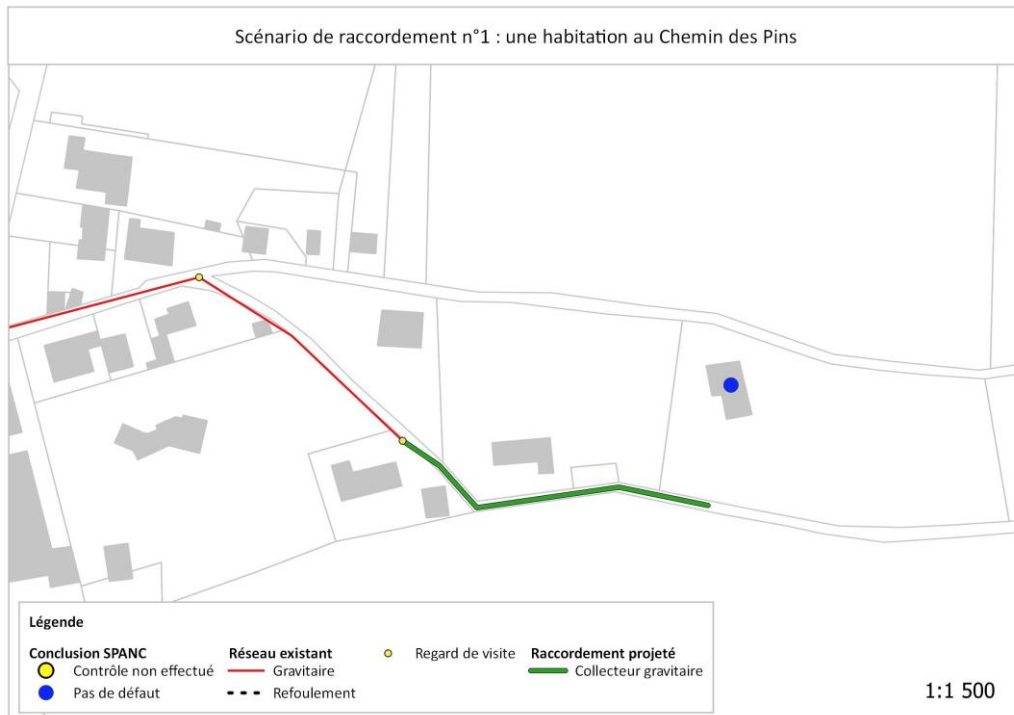 Scénario de raccordement n°1 : une habitation au Chemin des Pins
Légende
Conclusion SPANC
Contrôle non effectué
Pas de défaut
Réseau existant
Gravitaire
Refoulement
Regard de visite
Raccordement projeté
Collecteur gravitaire
1:1 500